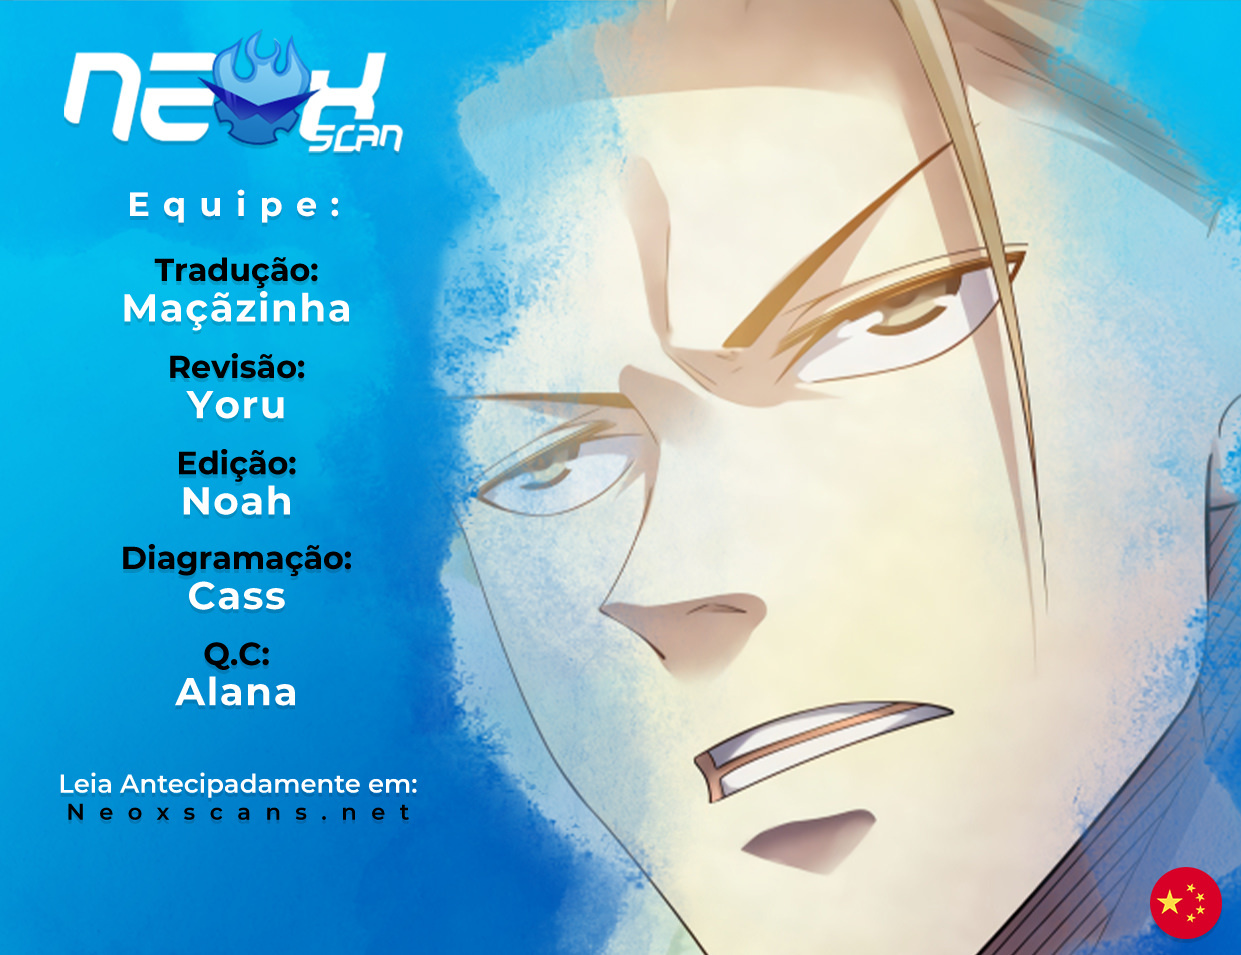 NEOX
SCAN
Equipe:
Tradução:
Maçãzinha
Revisão:
Yoru
Edição:
Noah
Diagramação:
Cass
Q.C:
Alana
Leia Antecipadamente em:
Neoxscans.net